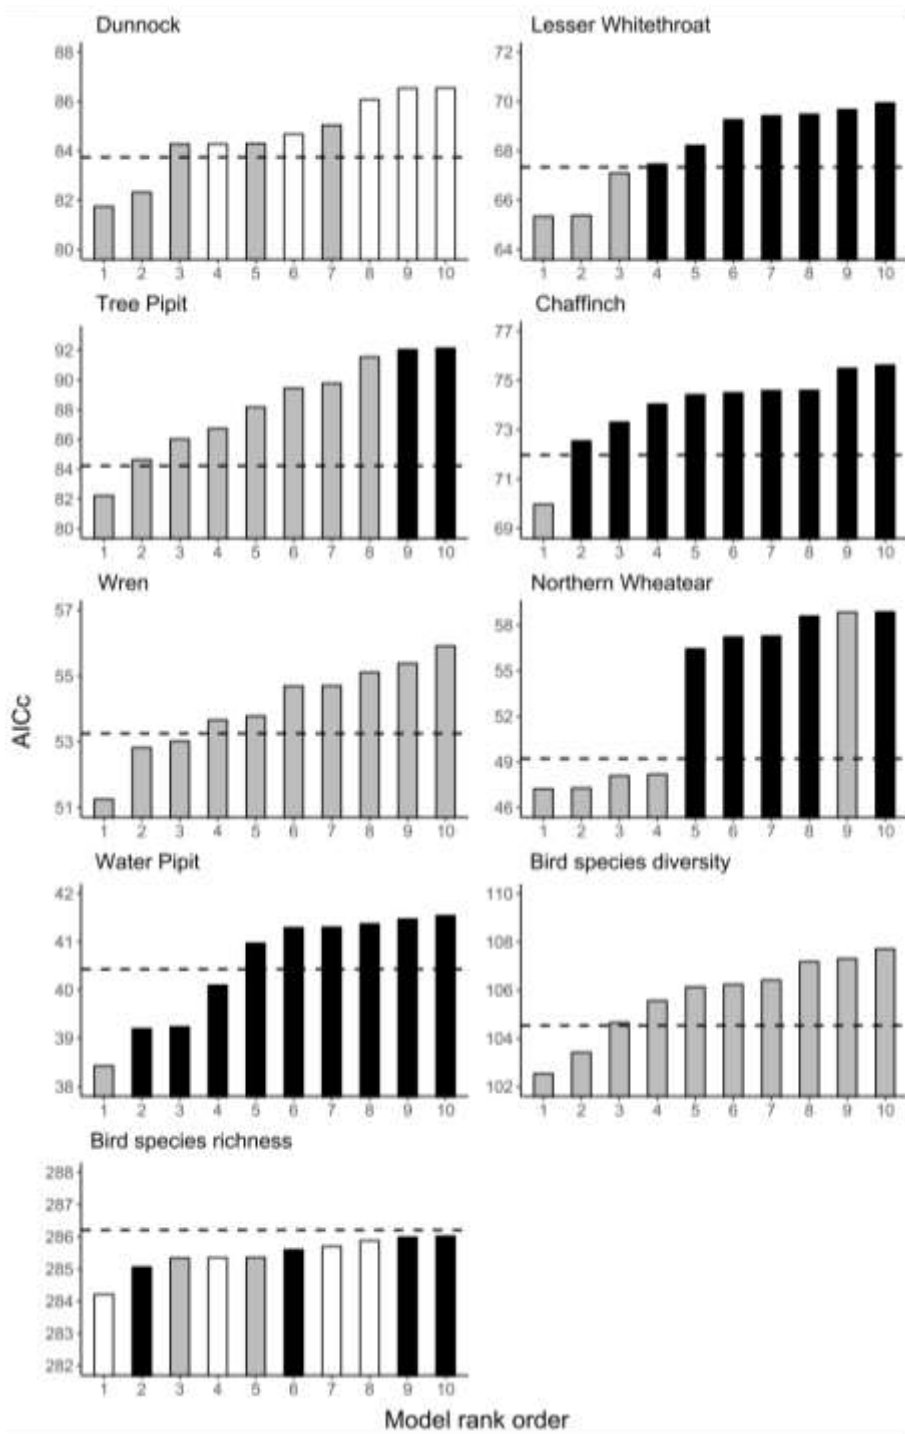 Dunnock
88
86
84
82
80
1 2 3 4 5 6 7 8 9 10
Lesser Whitethroat
72
70
68
66
64
1 2 3 4 5 6 7 8 9 10
Tree Pipit
92
90
88
86
84
82
80
1 2 3 4 5 6 7 8 9 10
Chaffinch
77
75
73
71
69
1 2 3 4 5 6 7 8 9 10
Wren
57
55
53
51
1 2 3 4 5 6 7 8 9 10
Northern Wheatear
58
55
52
49
46
1 2 3 4 5 6 7 8 9 10
AICc
Water Pipit
42
41
40
39
38
1 2 3 4 5 6 7 8 9 10
Bird species diversity
110
108
106
104
102
1 2 3 4 5 6 7 8 9 10
Bird species richness
288
287
286
285
284
283
282
1 2 3 4 5 6 7 8 9 10
Model rank order